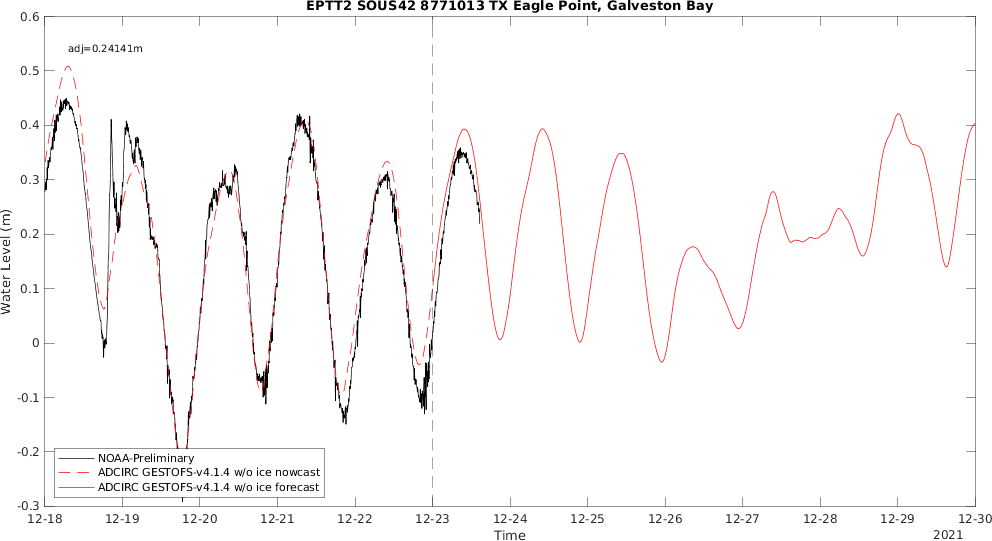 EPTT2 SOUS42 8771013 TX Eagle Point, Galveston Bay
0.6
adj=0.24141m
0.5
0.4
0.3
0.2
0.1
0
-0.1
-0.2
-0.3
Water Level (m)
NOAA-Preliminary
ADCIRC GESTOFS-v4.1.4 w/o ice nowcast
ADCIRC GESTOFS-v4.1.4 w/o ice forecast
12-18 12-19 12-20 12-21 12-22 12-23 12-24 12-25 12-26 12-27 12-28 12-29 12-30
Time
2021